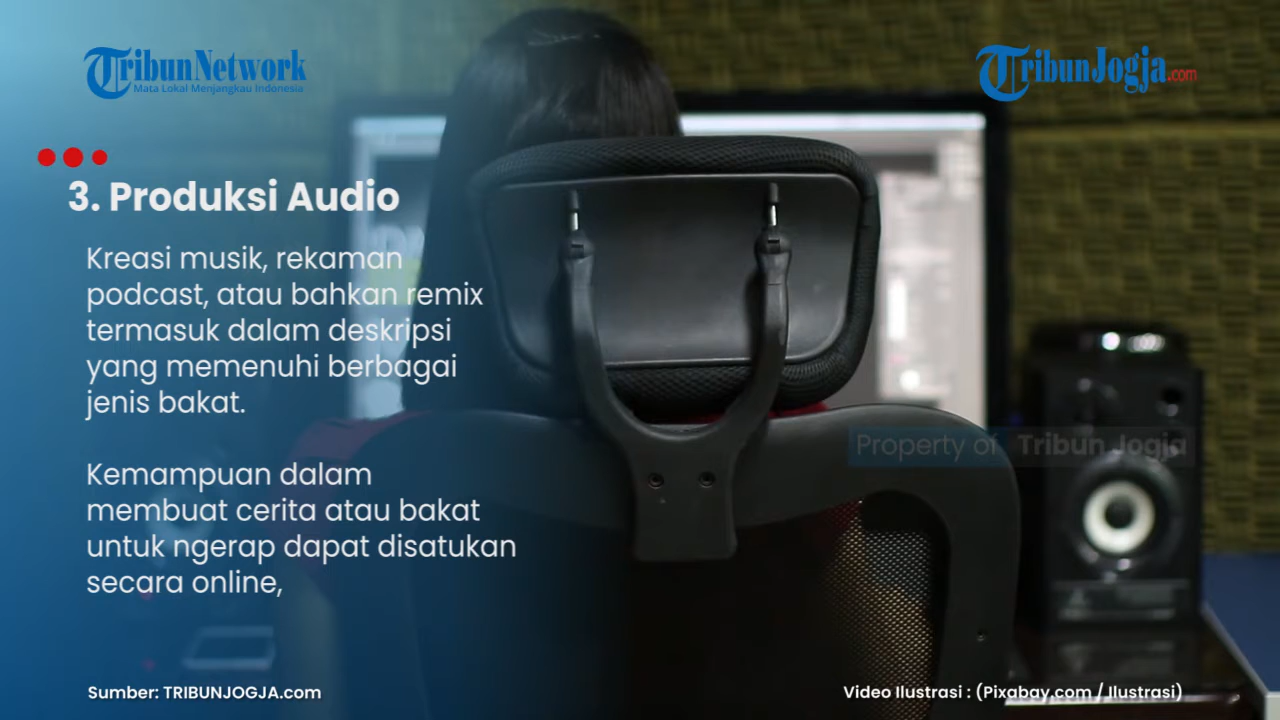 TribunNetwork
Mata Lokal Menjangkau Indonesia
TribunJogja.com
3. Produksi Audio
Kreasi musik, rekaman
podcast, atau bahkan remix
termasuk dalam deskripsi
yang memenuhi berbagai
jenis bakat.
Kemampuan dalam
membuat cerita atau bakat
untuk ngerap dapat disatukan
secara online,
Property of Tribun Jogja
Sumber: TRIBUNJOGJA.com
Video Ilustrasi : (Pixabay.com / Ilustrasi)